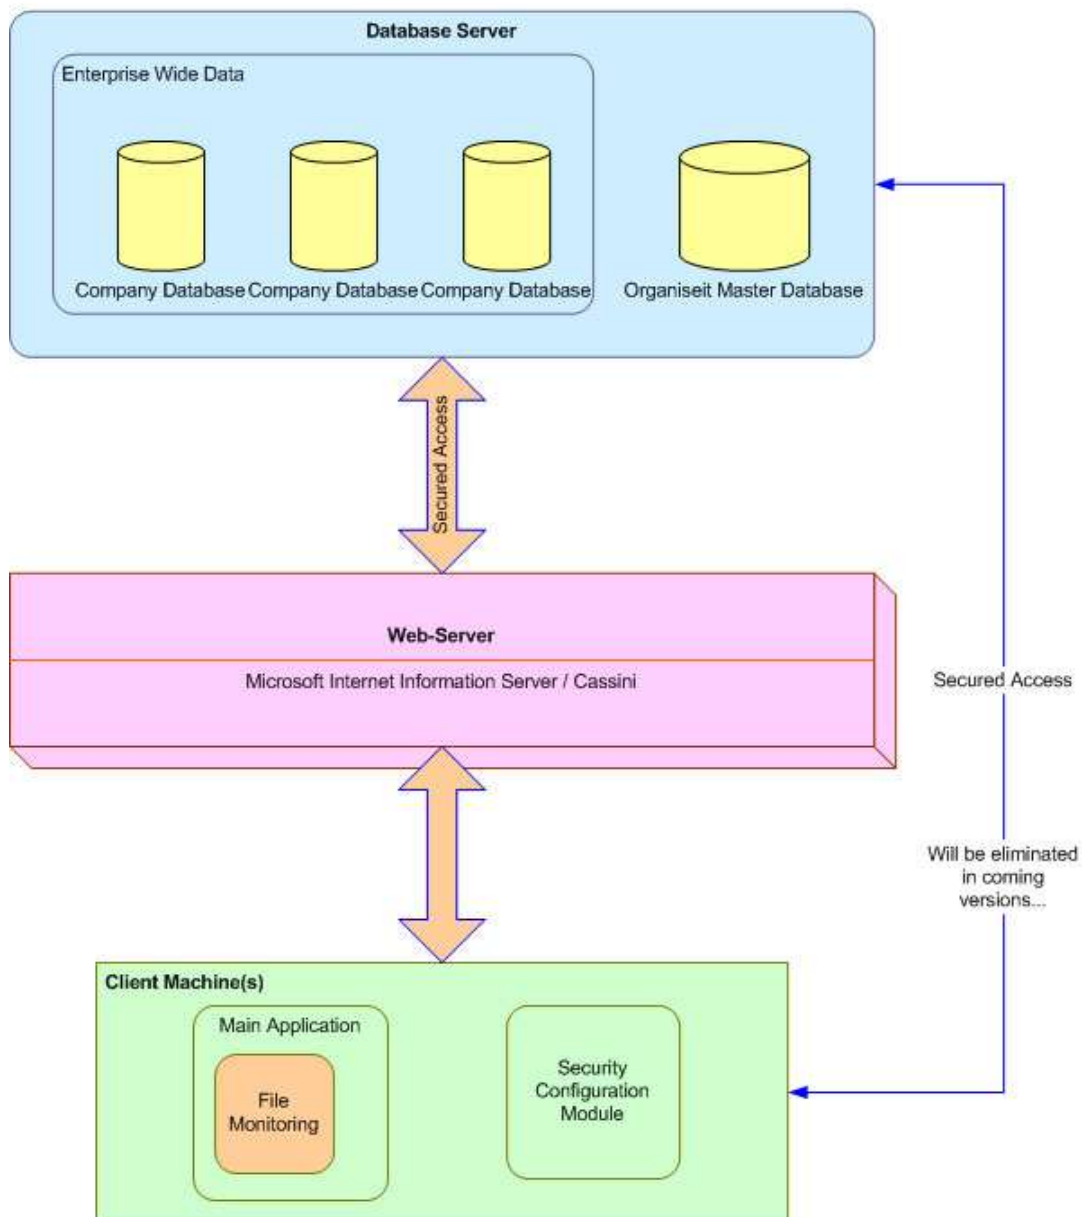 Database Server
Enterprise Wide Data
Company Database
Company Database
Company Database
Organiseit Master Database
Secured Access
Web-Server
Microsoft Internet Information Server / Cassini
Secured Access
Will be eliminated
in coming
versions...
Client Machine(s)
Main Application
File
Monitoring
Security
Configuration
Module